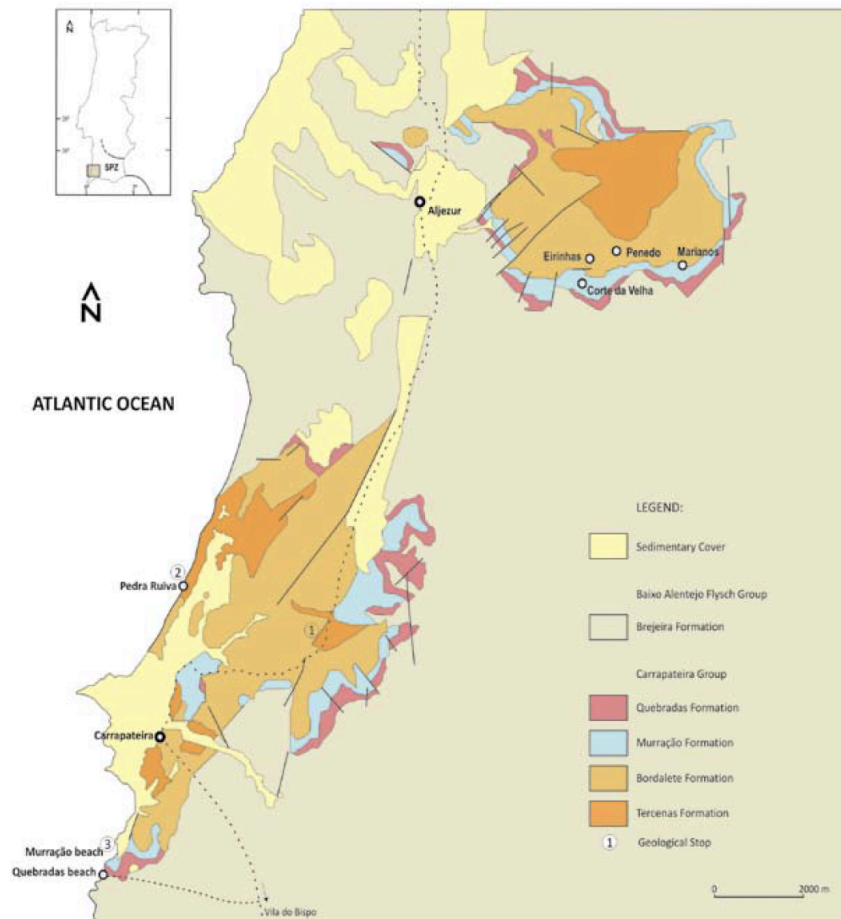 N
SPZ
Aljezur
Eirinhas
Penedo
Marianos
Corte da Velha
N
ATLANTIC OCEAN
2
Pedra Ruiva
1
Carrapateira
3
Murração beach
Quebradas beach
Vila do Bispo
LEGEND:
Sedimentary Cover
Baixo Alentejo Flysch Group
Brejeira Formation
Carrapateira Group
Quebradas Formation
Murração Formation
Bordalete Formation
Tercenas Formation
1 Geological Stop
0 2000 m